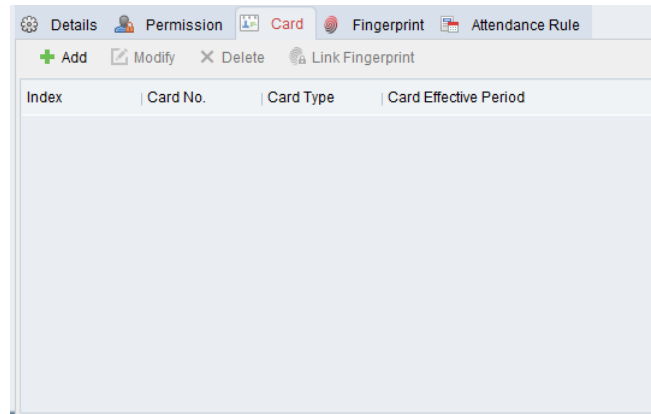 Details Permission Card Fingerprint Attendance Rule
Add Modify Delete Link Fingerprint
Index Card No. Card Type Card Effective Period